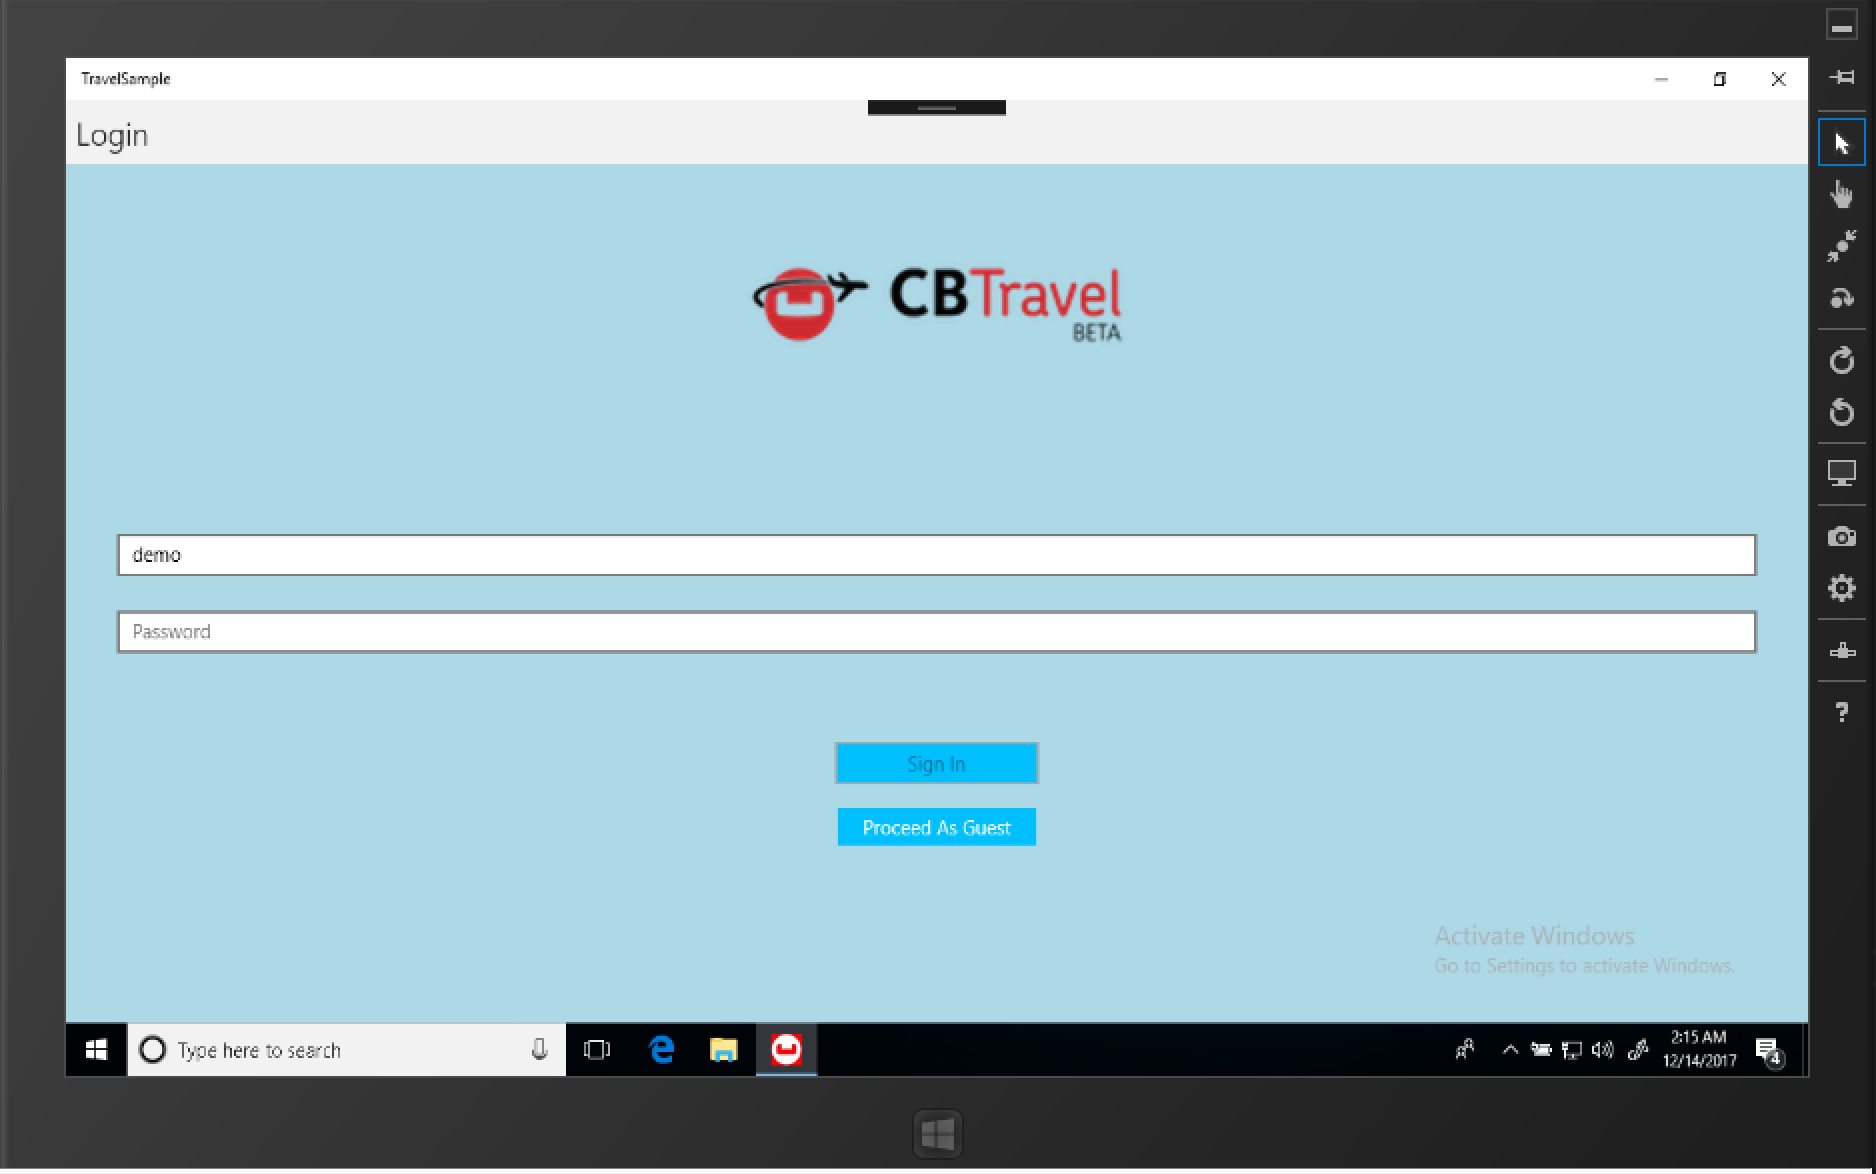 TravelSample
Login
CBTravel
BETA
demo
Password
Sign In
Proceed As Guest
Activate Windows
Go to Settings to activate Windows.
Type here to search
2:15 AM
12/14/2017
4
?